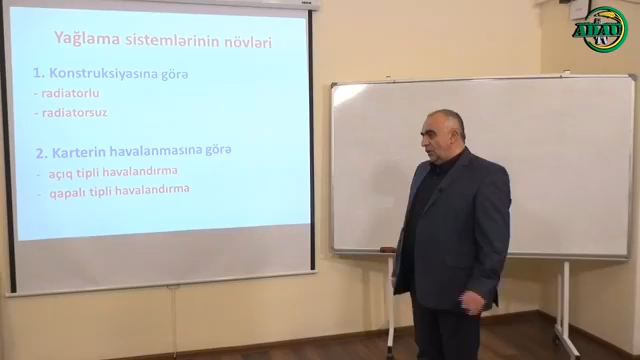 Yağlama sistemlərinin növləri
1. Konstruksiyasına görə
- radiatorlu
- radiatorsuz
2. Karterin havalanmasına görə
- açıq tipli havalandırma
- qapalı tipli havalandırma
ADAU
TV